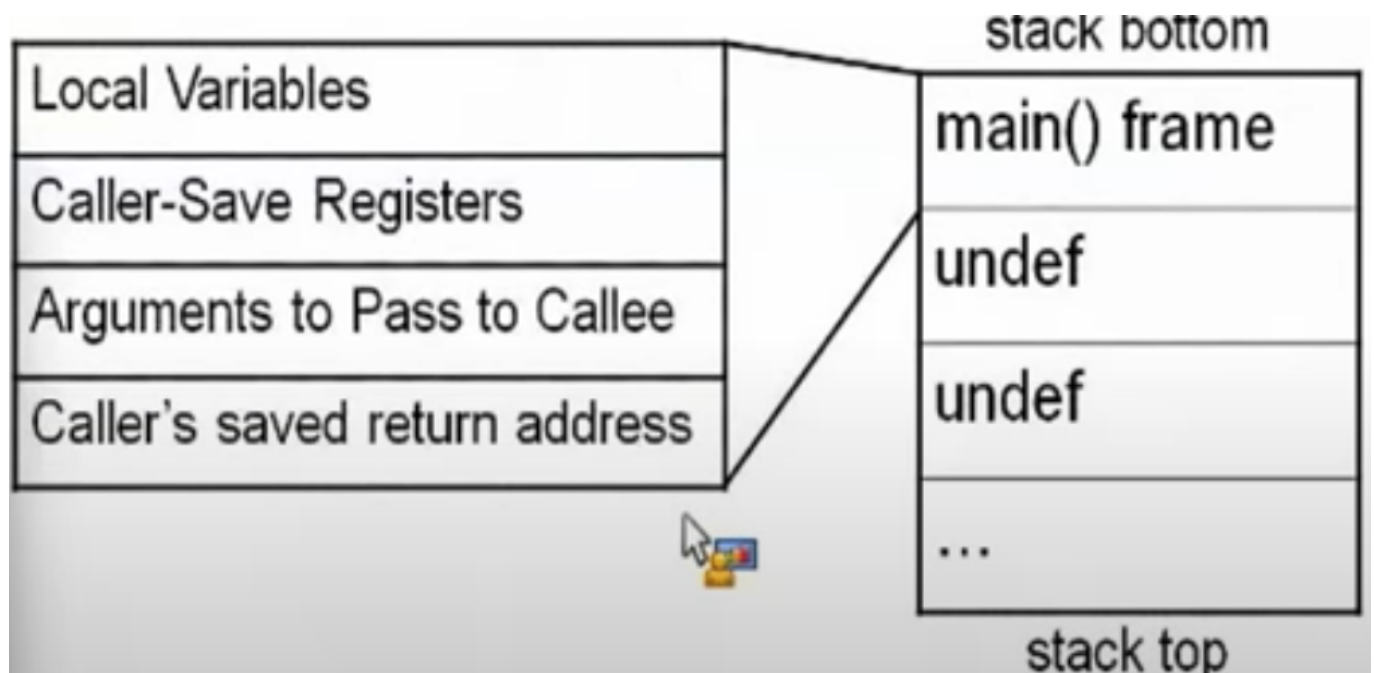 Local Variables
Caller-Save Registers
Arguments to Pass to Callee
Caller's saved return address
stack bottom
main() frame
undef
undef
...
stack top